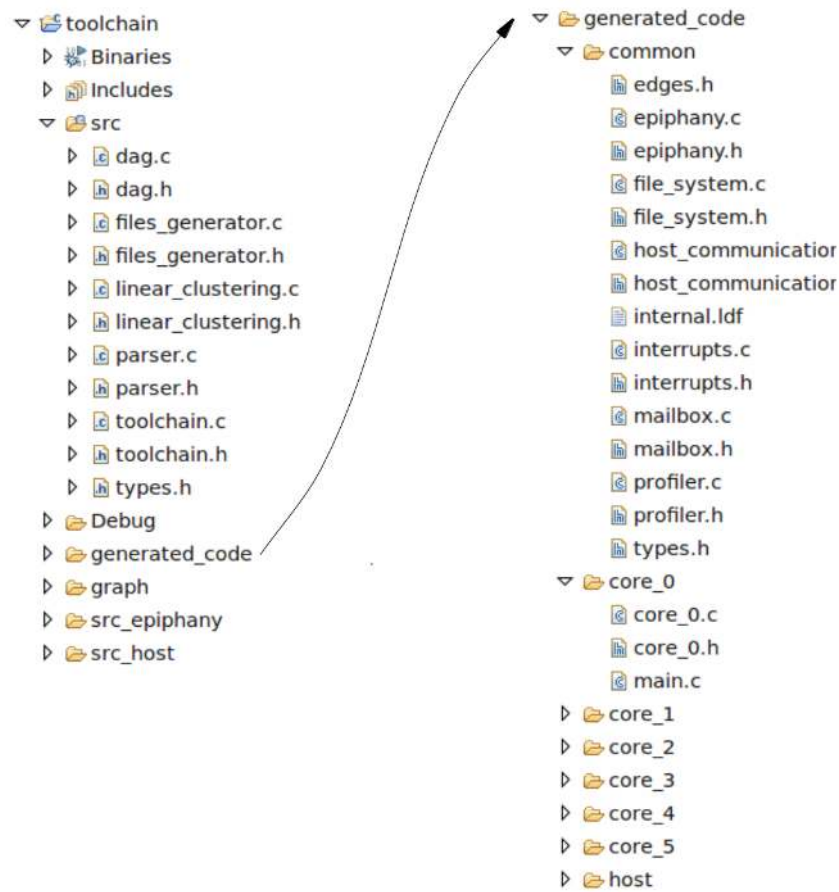 toolchain
Binaries
Includes
src
dag.c
dag.h
files_generator.c
files_generator.h
linear_clustering.c
linear_clustering.h
parser.c
parser.h
toolchain.c
toolchain.h
types.h
Debug
generated_code
graph
src_epiphany
src_host
generated_code
common
edges.h
epiphany.c
epiphany.h
file_system.c
file_system.h
host_communication
host_communication
internal.ldf
interrupts.c
interrupts.h
mailbox.c
mailbox.h
profiler.c
profiler.h
types.h
core_0
core_0.c
core_0.h
main.c
core_1
core_2
core_3
core_4
core_5
host